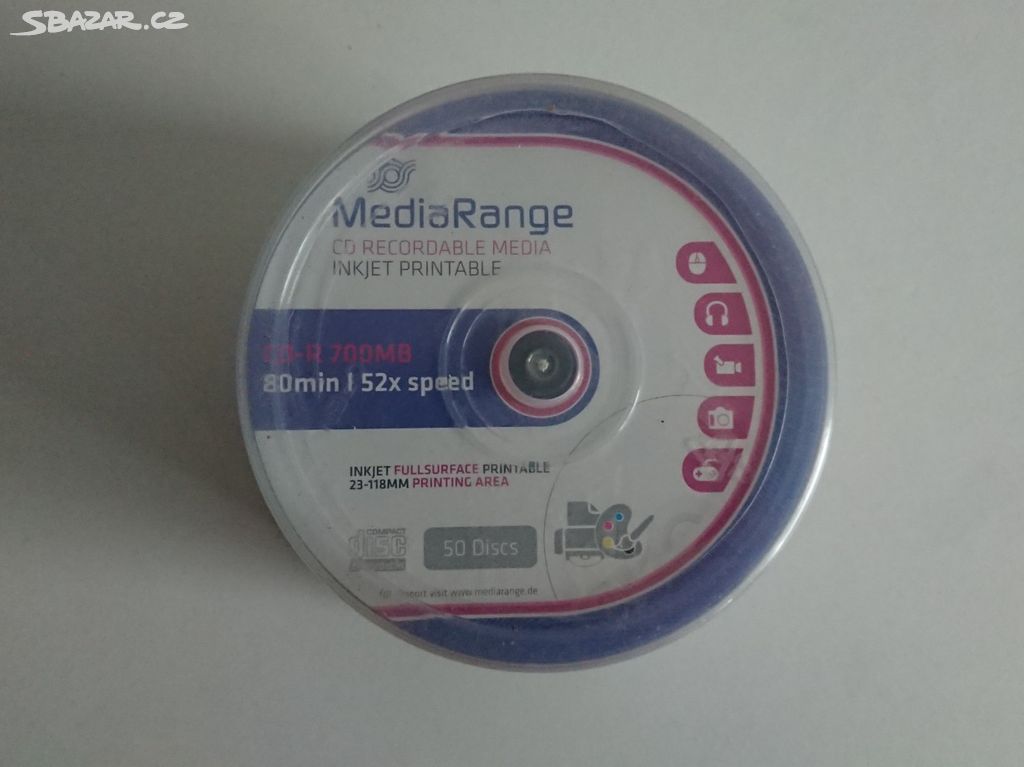 SBAZAR.CZ
MediaRange
CD RECORDABLE MEDIA
INKJET PRINTABLE
CD-R 700MB
80min | 52x speed
INKJET FULLSURFACE PRINTABLE
23-118MM PRINTING AREA
COMPACT
disc
50 Discs
visit www.mediarange.de